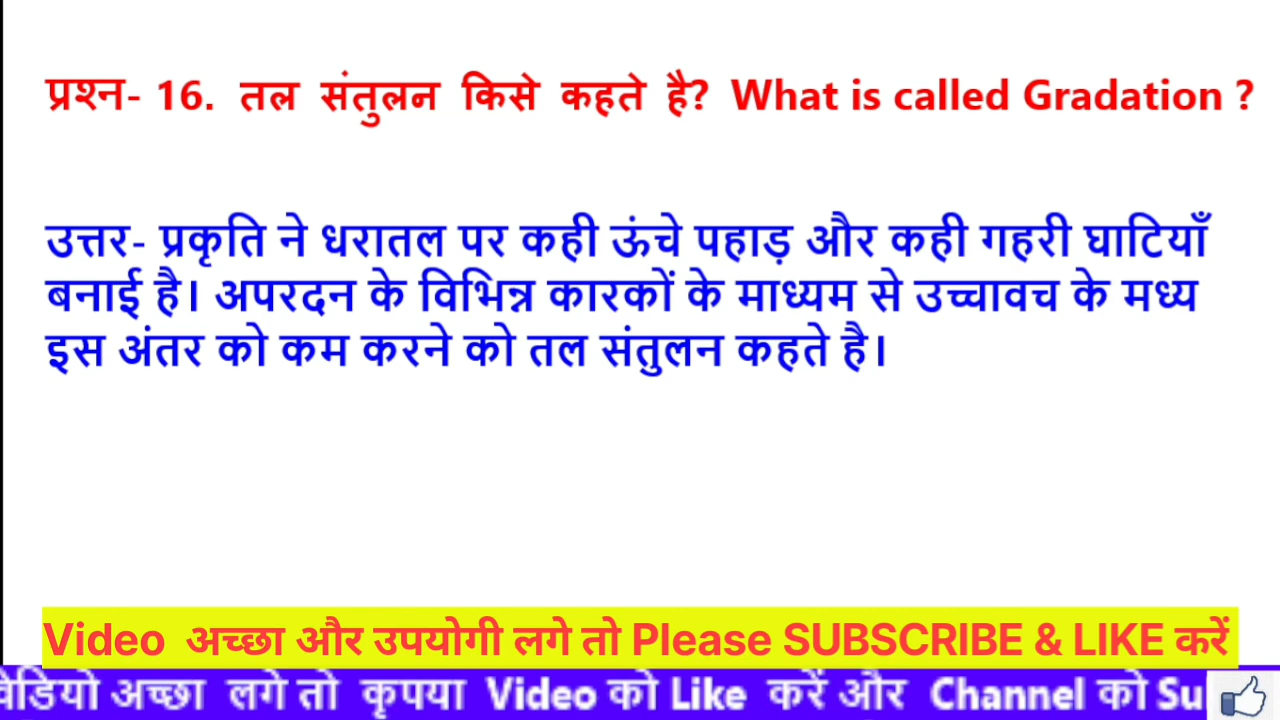 प्रश्न- 16. तल संतुलन किसे कहते है? What is called Gradation ?
उत्तर- प्रकृति ने धरातल पर कही ऊंचे पहाड़ और कही गहरी घाटियाँ
बनाई है। अपरदन के विभिन्न कारकों के माध्यम से उच्चावच के मध्य
इस अंतर को कम करने को तल संतुलन कहते है।
Video अच्छा और उपयोगी लगे तो Please SUBSCRIBE & LIKE करें
वेडियो अच्छा लगे तो कृपया Video को Like करें और Channel को Su